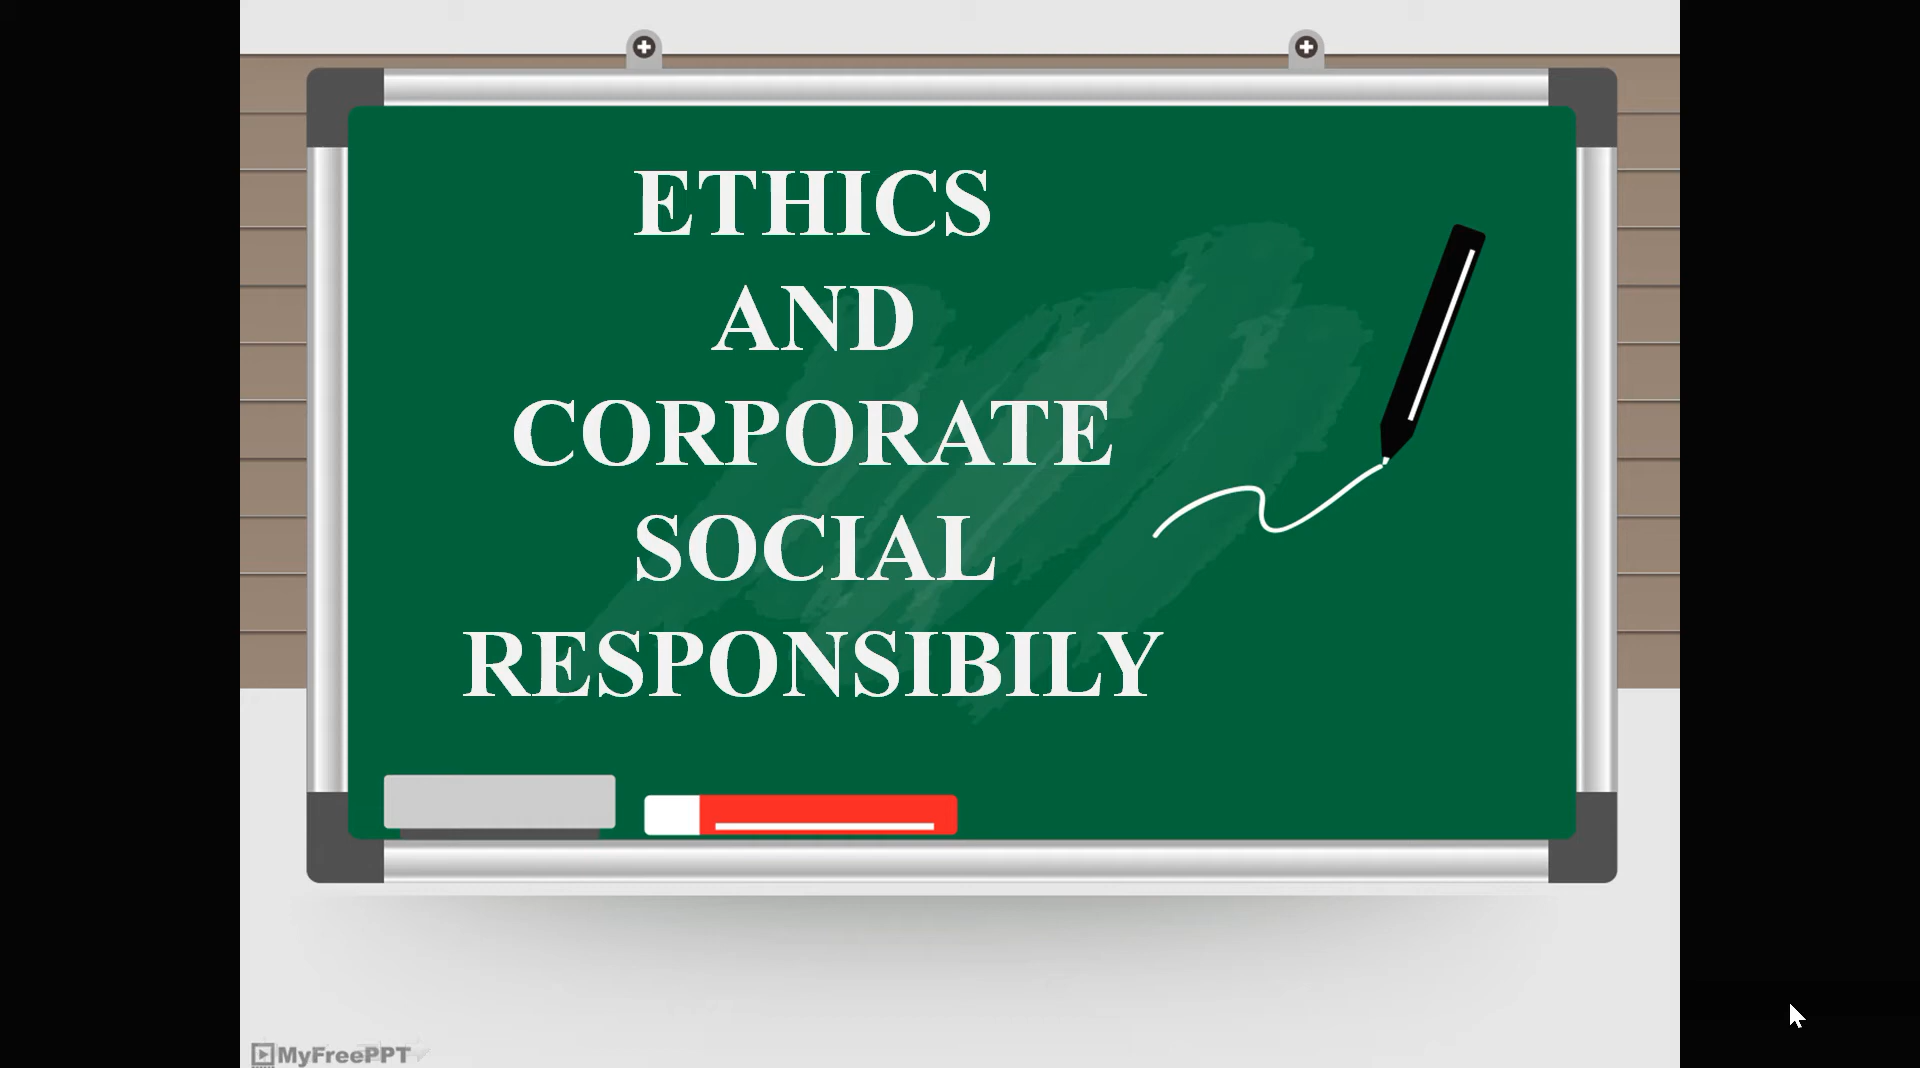 ETHICS
AND
CORPORATE
SOCIAL
RESPONSIBILY
MyFreePPT